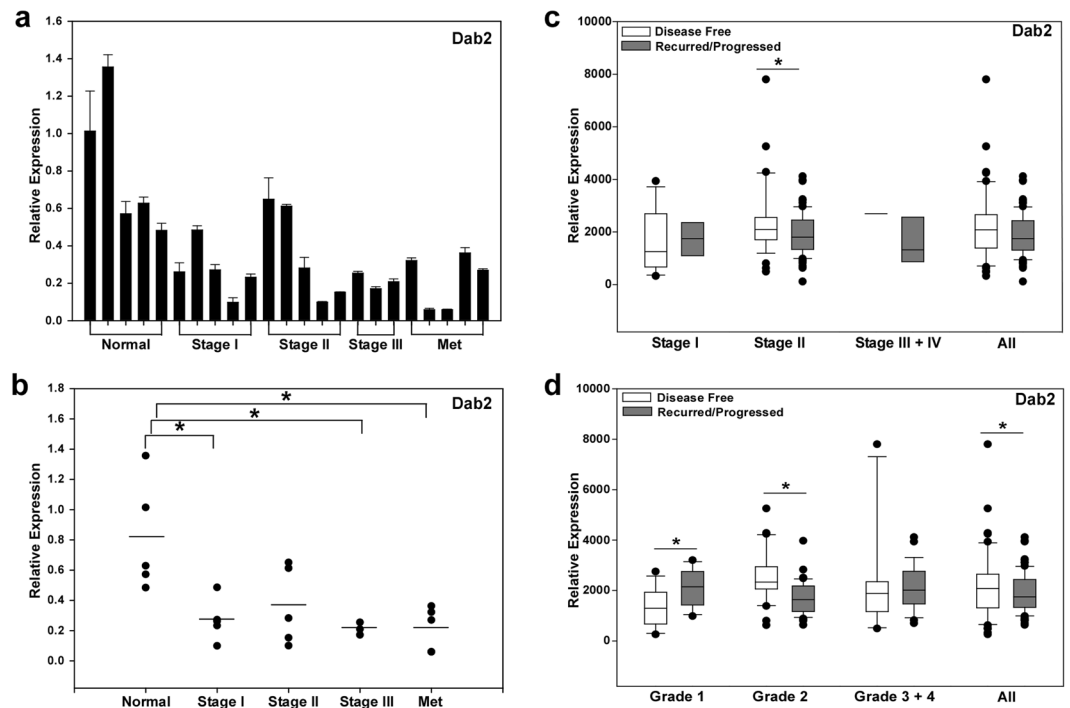 a
Dab2
Relative Expression
1.6
1.4
1.2
1.0
0.8
0.6
0.4
0.2
0.0
Normal Stage I Stage II Stage III Met
b
Dab2
Relative Expression
1.8
1.6
1.4
1.2
1.0
0.8
0.6
0.4
0.2
0.0
* * *
Normal Stage I Stage II Stage III Met
c
Disease Free
Recurred/Progressed
Dab2
Relative Expression
10000
8000
6000
4000
2000
0
*
Stage I Stage II Stage III + IV All
d
Disease Free
Recurred/Progressed
Dab2
Relative Expression
10000
8000
6000
4000
2000
0
* * *
Grade 1 Grade 2 Grade 3 + 4 All